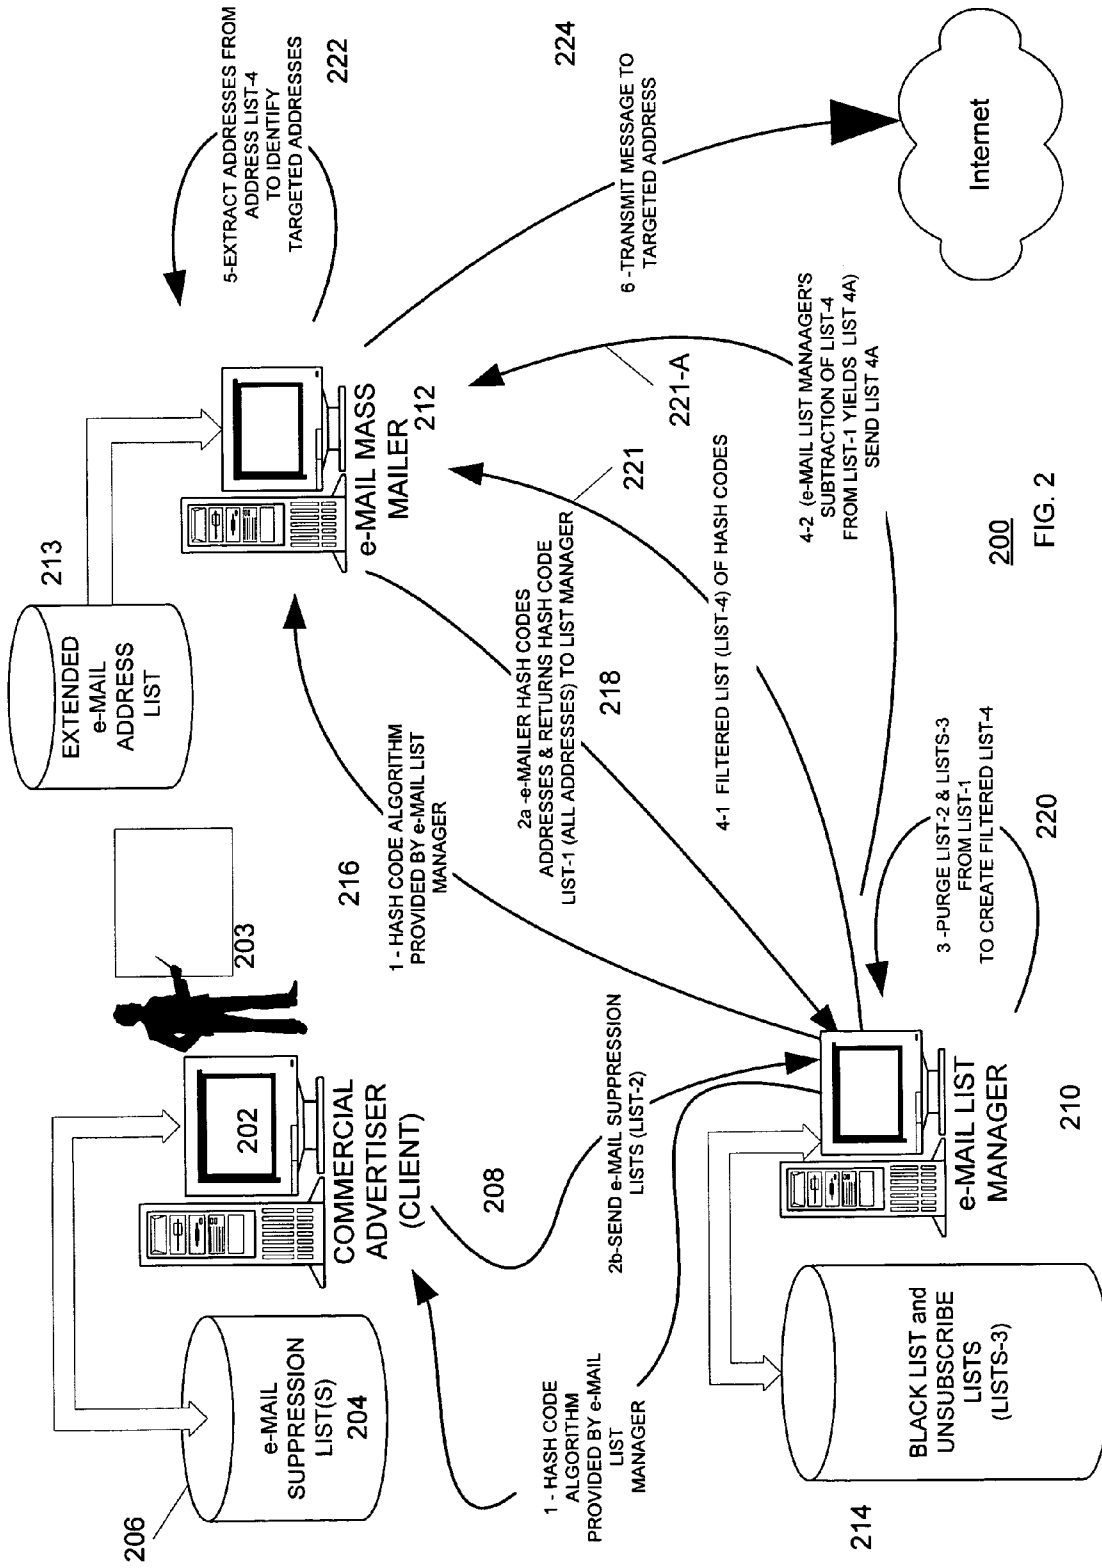 206
e-MAIL
SUPPRESSION
LIST(S)
204
202
COMMERCIAL
ADVERTISER
(CLIENT)
203
208
EXTENDED
e-MAIL
ADDRESS
LIST
213
e-MAIL MASS
MAILER
212
5-EXTRACT ADDRESSES FROM
ADDRESS LIST-4
TO IDENTIFY
TARGETED ADDRESSES
222
216
1 - HASH CODE ALGORITHM
PROVIDED BY e-MAIL LIST
MANAGER
2a -e-MAILER HASH CODES
ADDRESSES & RETURNS HASH CODE
LIST-1 (ALL ADDRESSES) TO LIST MANAGER
218
221
221-A
224
6 -TRANSMIT MESSAGE TO
TARGETED ADDRESS
1 - HASH CODE
ALGORITHM
PROVIDED BY e-MAIL
LIST
MANAGER
2b-SEND e-MAIL SUPPRESSION
LISTS (LIST-2)
4-1 FILTERED LIST (LIST-4) OF HASH CODES
4-2 (e-MAIL LIST MANAAGER'S
SUBTRACTION OF LIST-4
FROM LIST-1 YIELDS LIST 4A)
SEND LIST 4A
Internet
214
BLACK LIST and
UNSUBSCRIBE
LISTS
(LISTS-3)
e-MAIL LIST
MANAGER
210
3 -PURGE LIST-2 & LISTS-3
FROM LIST-1
TO CREATE FILTERED LIST-4
220
200
FIG. 2